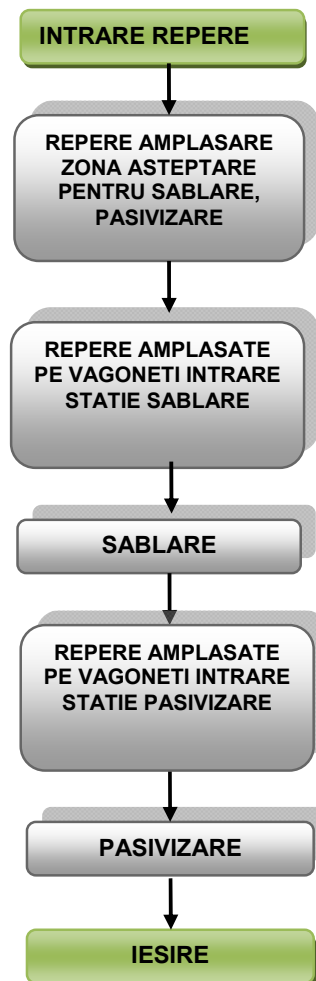 INTRARE REPERE
REPERE AMPLASARE
ZONA ASTEPTARE
PENTRU SABLARE,
PASIVIZARE
REPERE AMPLASATE
PE VAGONETI INTRARE
STATIE SABLARE
SABLARE
REPERE AMPLASATE
PE VAGONETI INTRARE
STATIE PASIVIZARE
PASIVIZARE
IESIRE